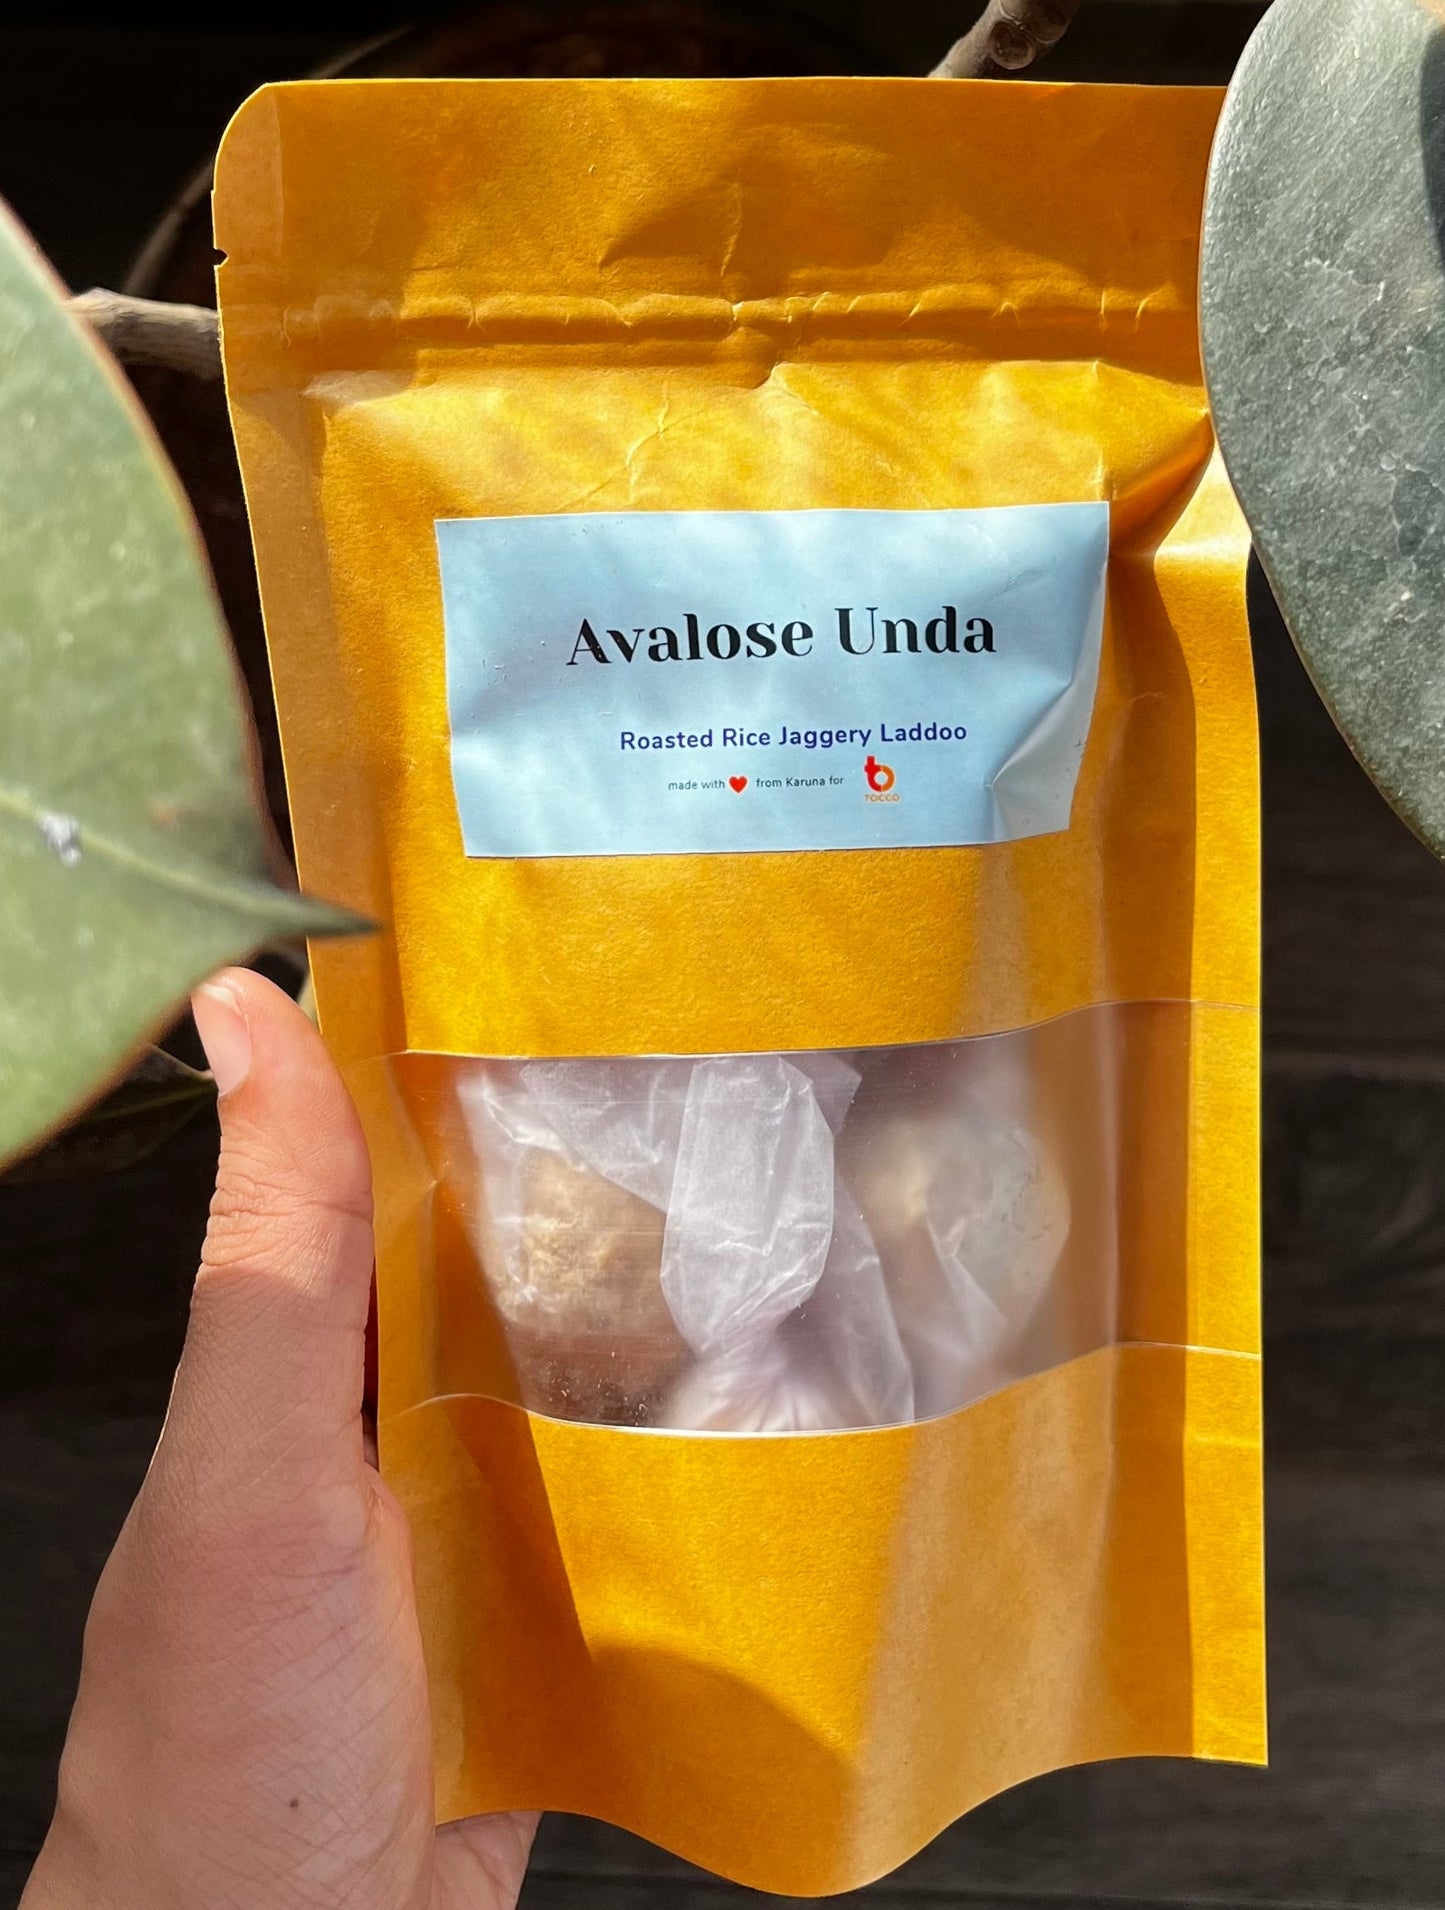 Avalose Unda
Roasted Rice Jaggery Laddoo
made with ❤ from Karuna for
TOCCO